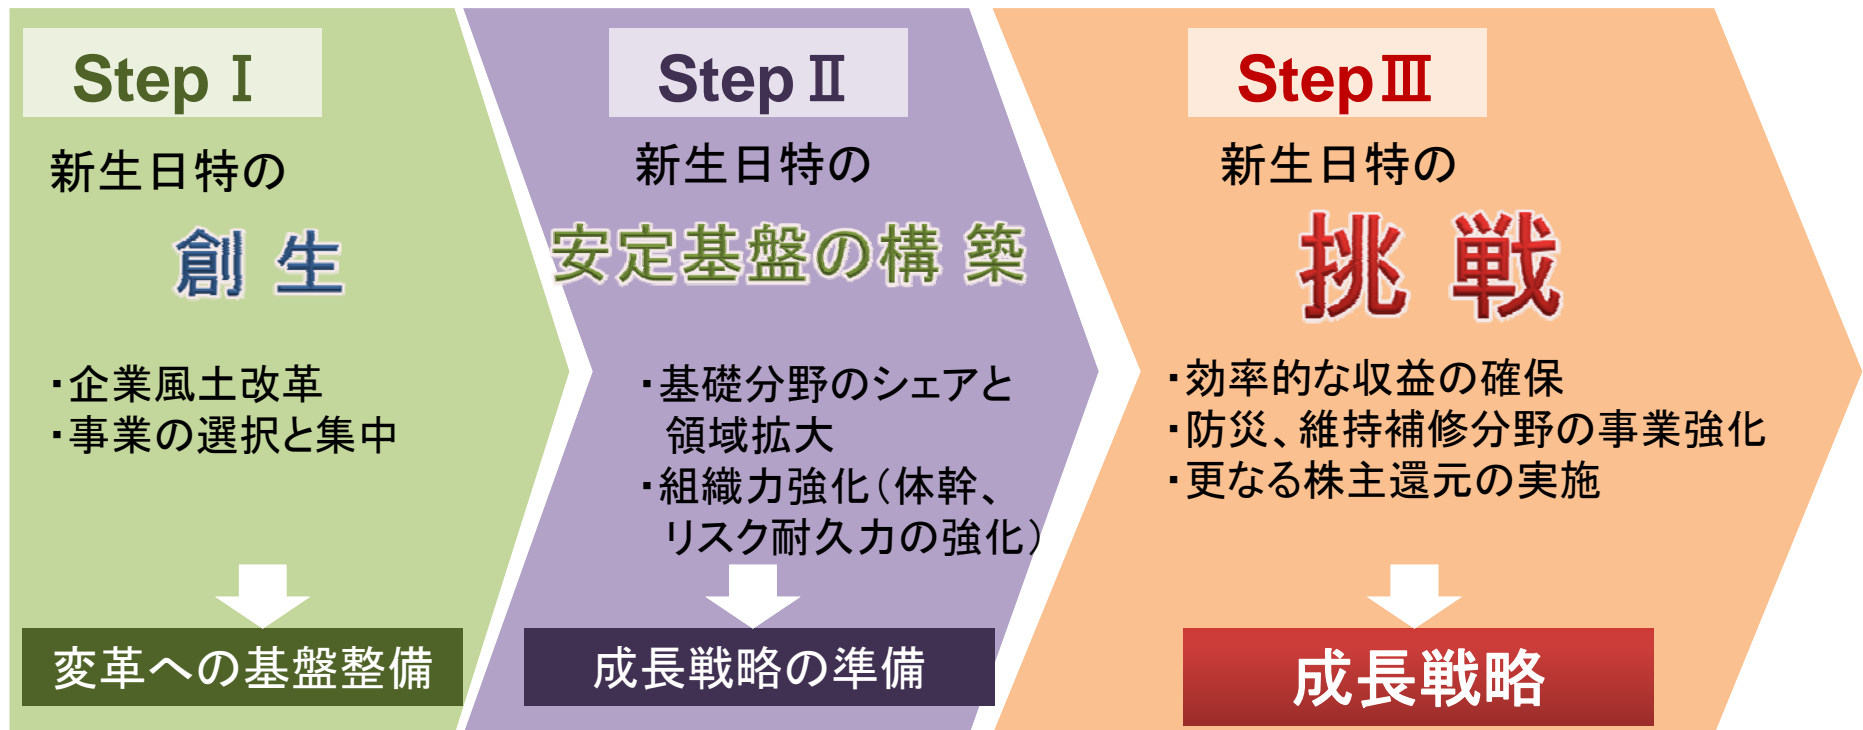 Step Ⅰ
新生日特の
創 生
・企業風土改革
・事業の選択と集中
変革への基盤整備
Step Ⅱ
新生日特の
安定基盤の構 築
・基礎分野のシェアと
領域拡大
・組織力強化（体幹、
リスク耐久力の強化）
成長戦略の準備
StepⅢ
新生日特の
挑 戦
・効率的な収益の確保
・防災、維持補修分野の事業強化
・更なる株主還元の実施
成長戦略